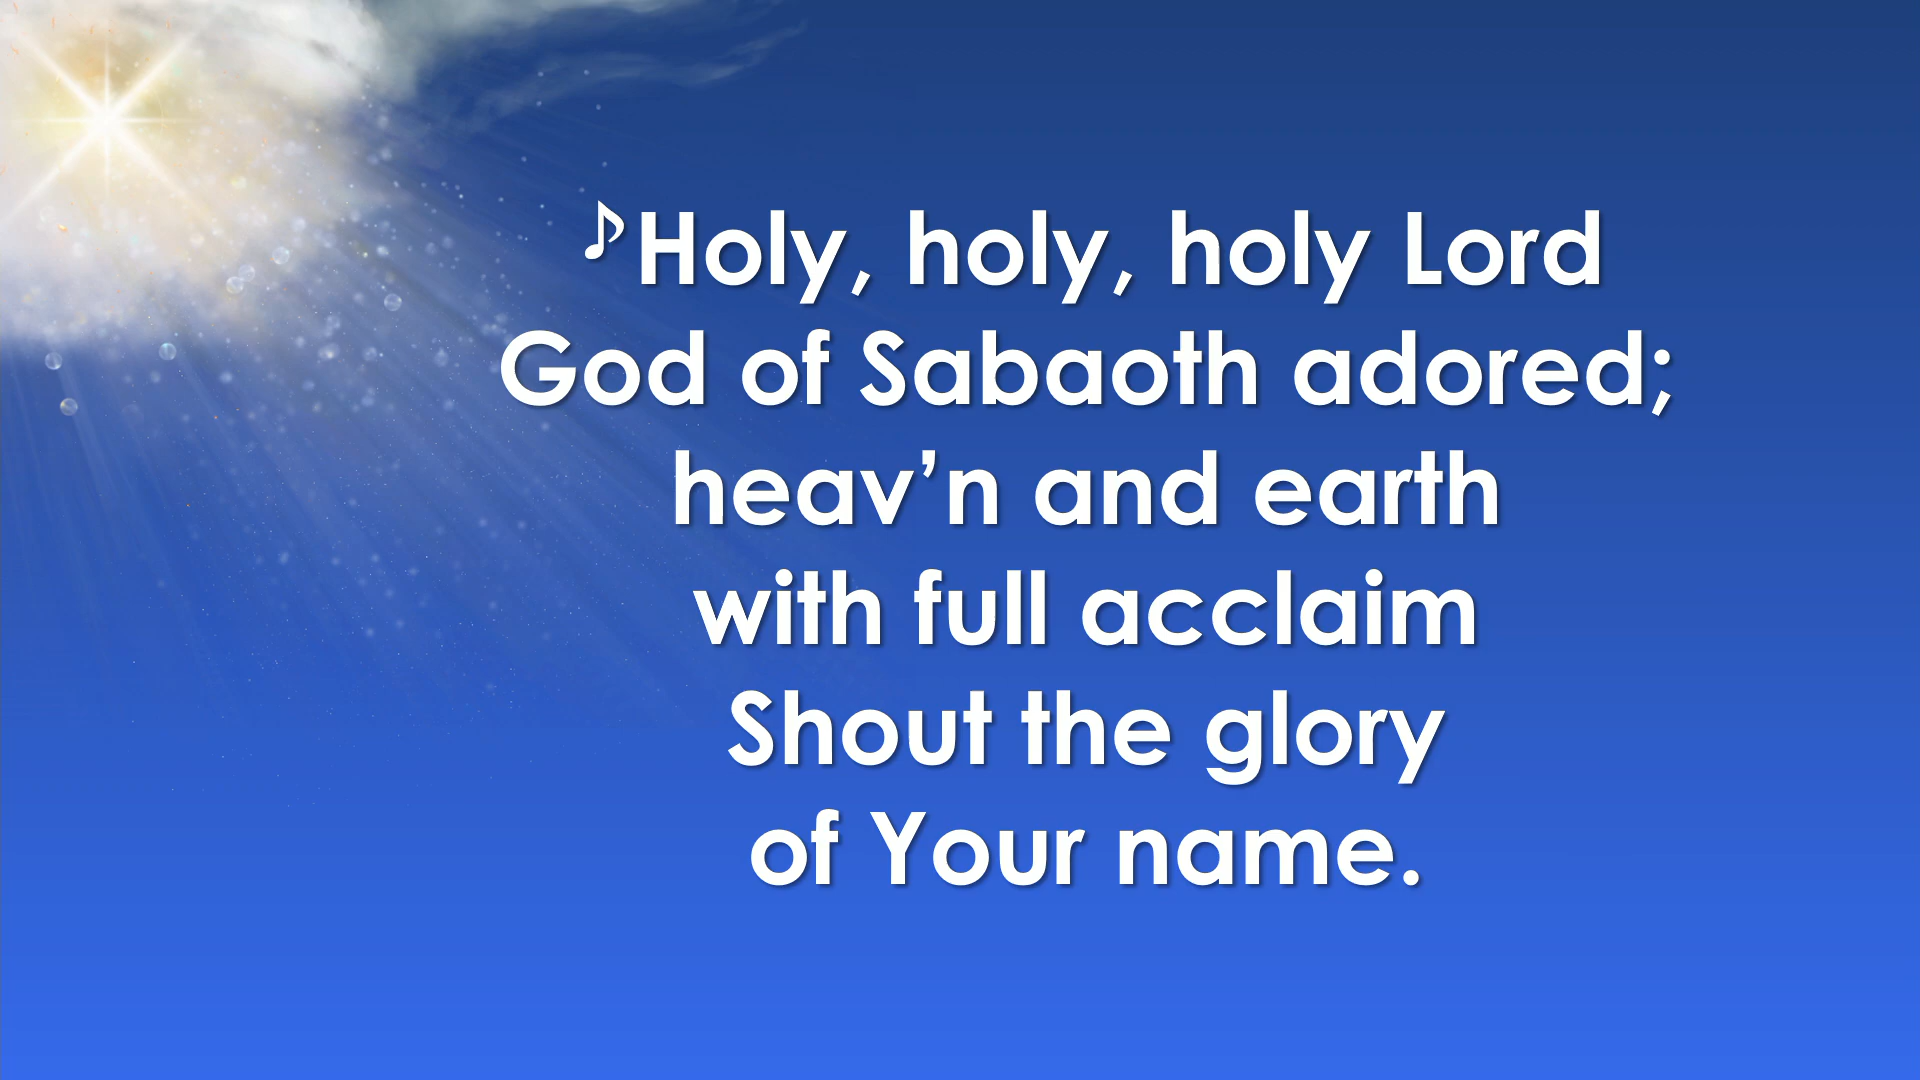 ♪Holy, holy, holy Lord
God of Sabaoth adored;
heav’n and earth
with full acclaim
Shout the glory
of Your name.